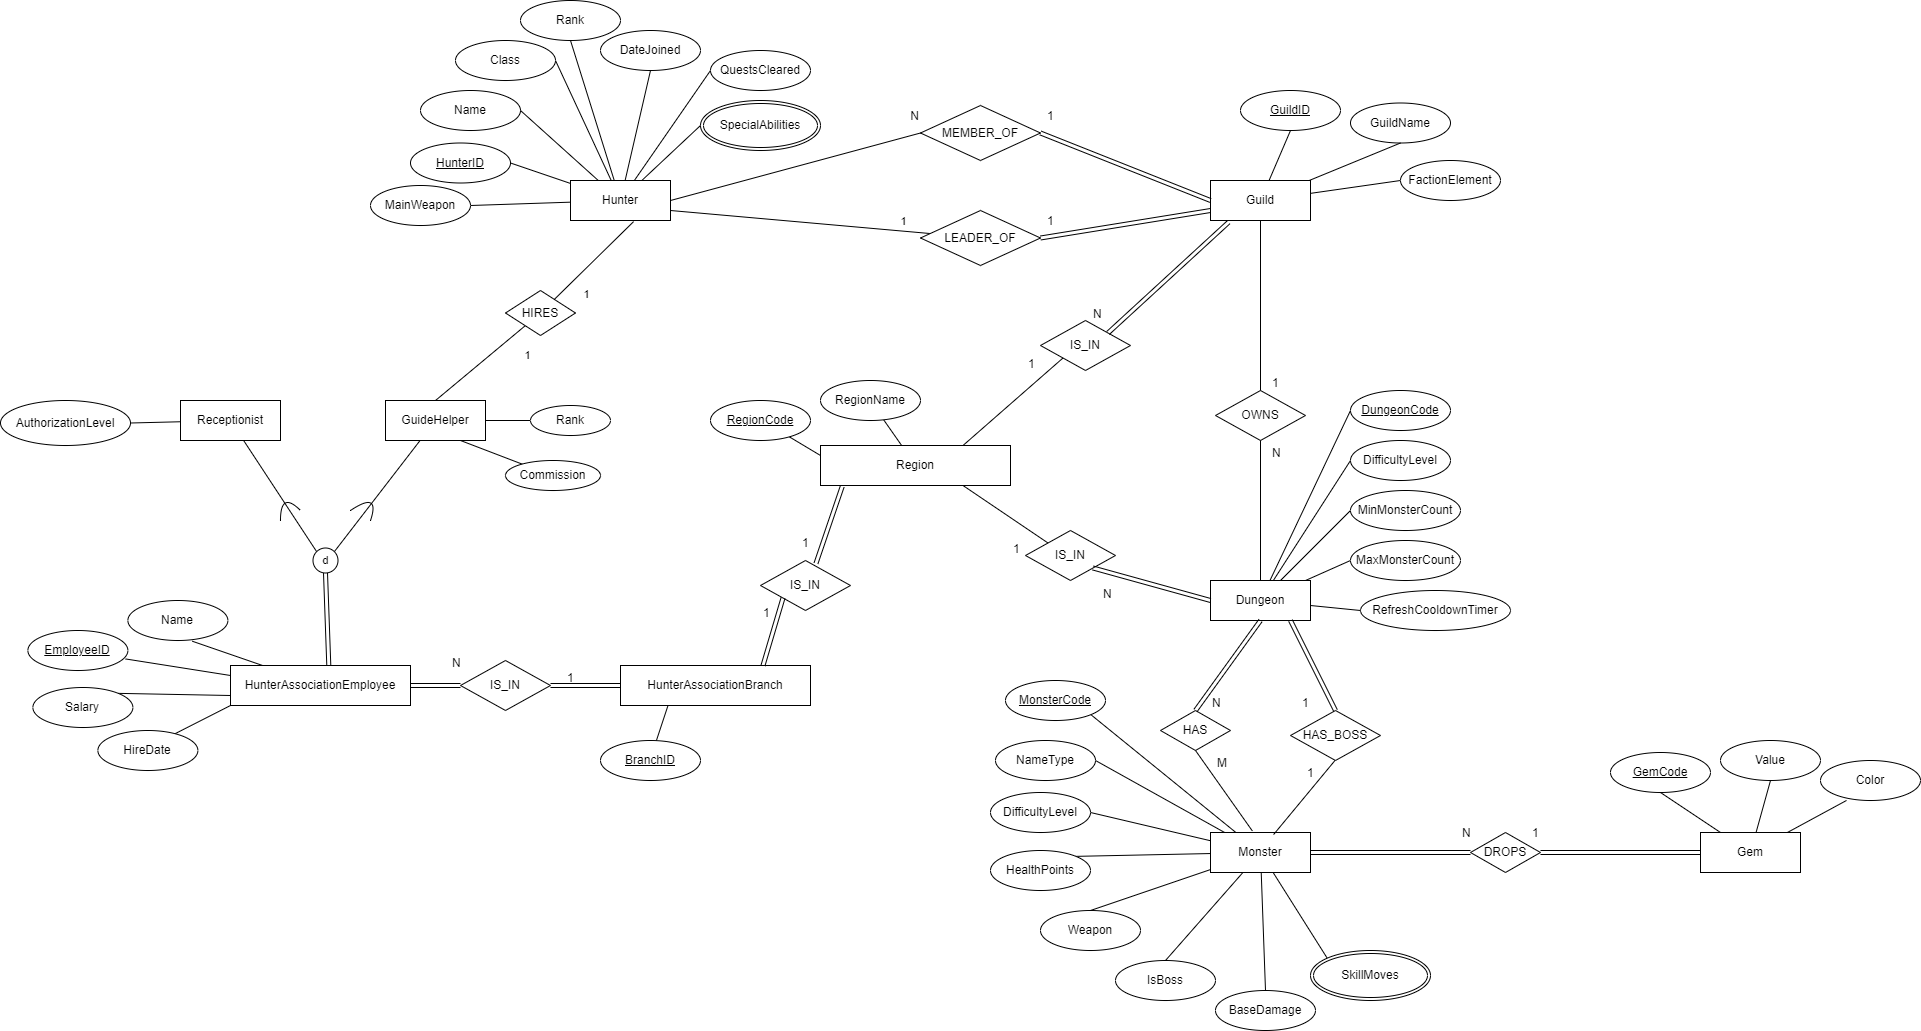 Rank
DateJoined
Class
QuestsCleared
Name
SpecialAbilities
HunterID
MainWeapon
Hunter
N
MEMBER_OF
1
1
LEADER_OF
1
GuildID
GuildName
FactionElement
Guild
1
HIRES
1
N
IS_IN
1
1
OWNS
N
AuthorizationLevel
Receptionist
GuideHelper
Rank
Commission
RegionCode
RegionName
Region
DungeonCode
DifficultyLevel
MinMonsterCount
MaxMonsterCount
RefreshCooldownTimer
Dungeon
1
IS_IN
N
1
IS_IN
1
d
Name
EmployeeID
Salary
HireDate
HunterAssociationEmployee
N
IS_IN
1
HunterAssociationBranch
BranchID
N
HAS
M
1
HAS_BOSS
1
MonsterCode
NameType
DifficultyLevel
HealthPoints
Weapon
IsBoss
BaseDamage
SkillMoves
Monster
N
DROPS
1
GemCode
Value
Color
Gem